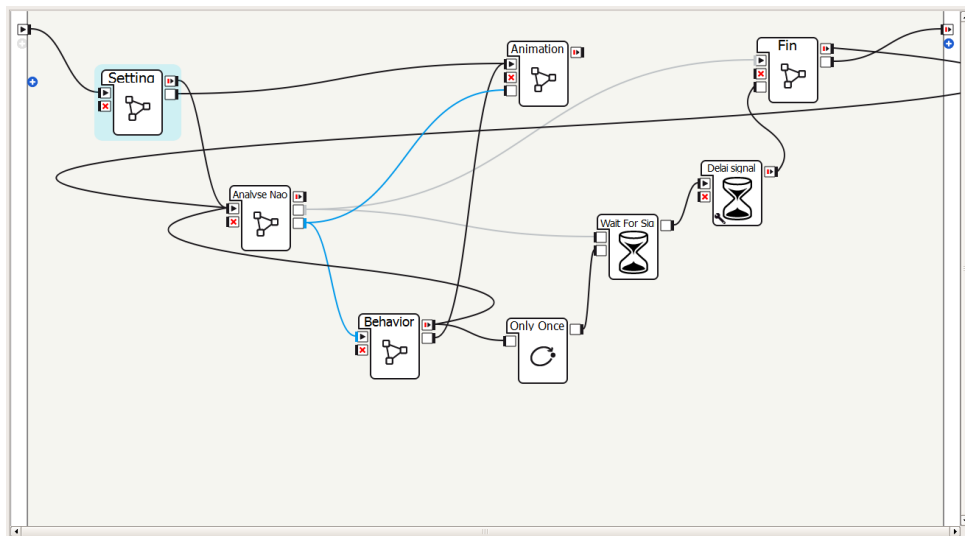 Animation
Fin
Setting
Delai signal
Analyse Nao
Wait For Sig
Behavior
Only Once